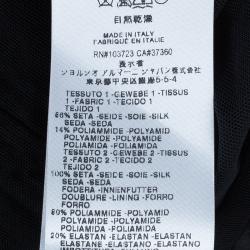 MADE IN ITALY
FABRIQUÉ EN ITALIE
自然乾燥
RN#103723 CA#37360
表示者
ジョルジオ アルマーニ ジャパン株式会社
東京都中央区銀座5-5-4
TESSUTO 1 -GEWEBE 1 -TISSUS
1 -FABRIC 1 -TECIDO 1
TEJIDO 1
86% SETA -SEIDE -SOIE -SILK
SEDA -SEDA
14% POLIAMMIDE -POLYAMID
POLYAMIDE -POLYAMIDE
POLIAMIDA -POLIAMIDA
TESSUTO 2 -GEWEBE 2 -TISSUS
2 -FABRIC 2 -TECIDO 2
TEJIDO 2
100% SETA -SEIDE -SOIE -SILK
SEDA -SEDA
FODERA -INNENFUTTER
DOUBLURE -LINING -FORRO
FORRO
80% POLIAMMIDE -POLYAMID
POLYAMIDE -POLYAMIDE
POLIAMIDA -POLIAMIDA
20% ELASTAN -ELASTAN
ELASTANE -ELASTANO